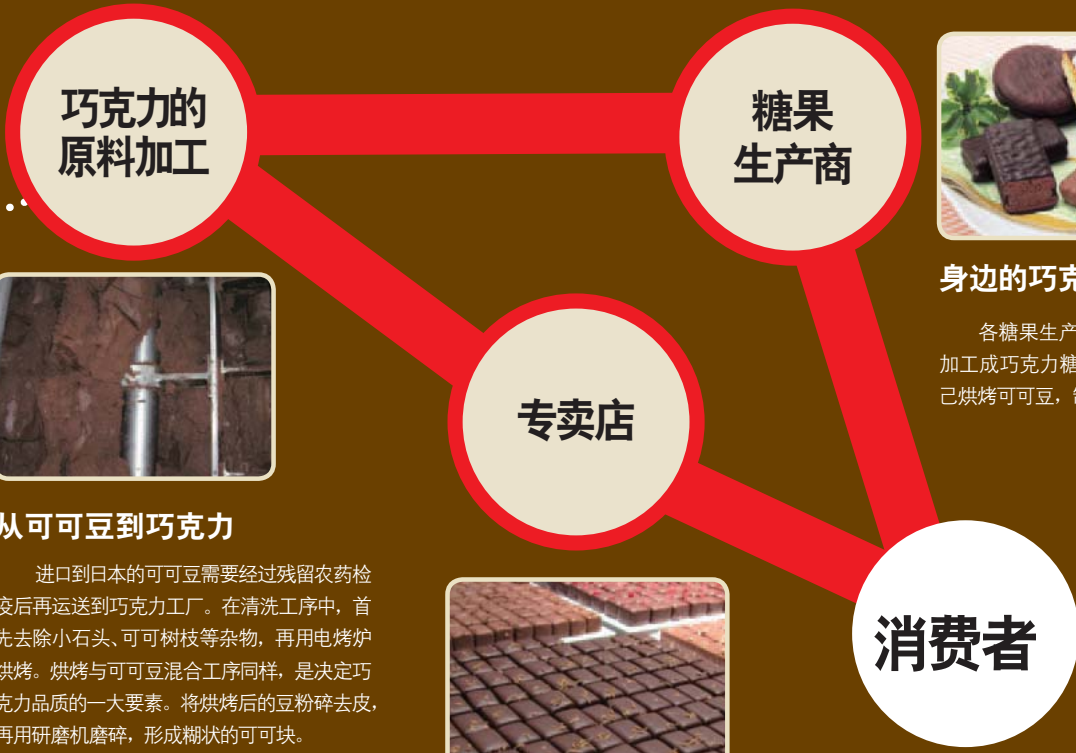 巧克力的
原料加工
糖果
生产商
专卖店
消费者
身边的巧克
各糖果生产
加工成巧克力糖
己烘烤可可豆，
从可可豆到巧克力
进口到日本的可可豆需要经过残留农药检
疫后再运送到巧克力工厂。在清洗工序中，首
先去除小石头、可可树枝等杂物，再用电烤炉
烘烤。烘烤与可可豆混合工序同样，是决定巧
克力品质的一大要素。将烘烤后的豆粉碎去皮，
再用研磨机磨碎，形成糊状的可可块。